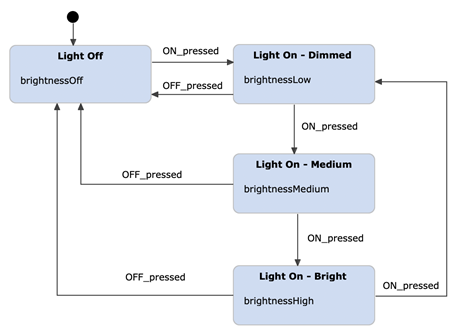 Light Off
brightnessOff
ON_pressed
Light On - Dimmed
brightnessLow
OFF_pressed
ON_pressed
Light On - Medium
brightnessMedium
OFF_pressed
ON_pressed
Light On - Bright
brightnessHigh
OFF_pressed
ON_pressed